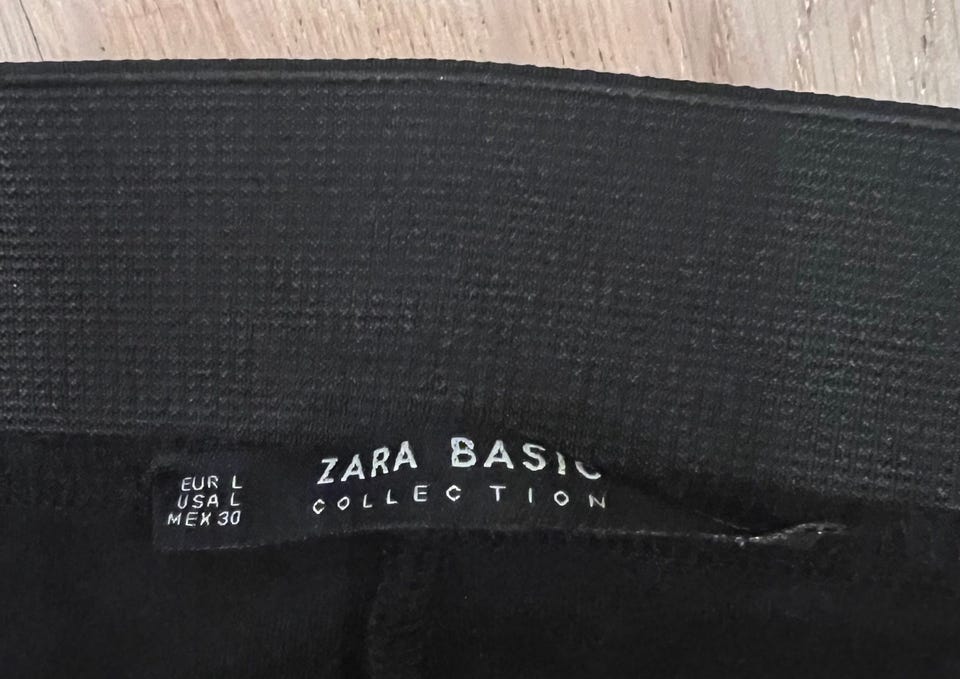 EUR L
USA L
MEX 30
ZARA BASIC
COLLECTION